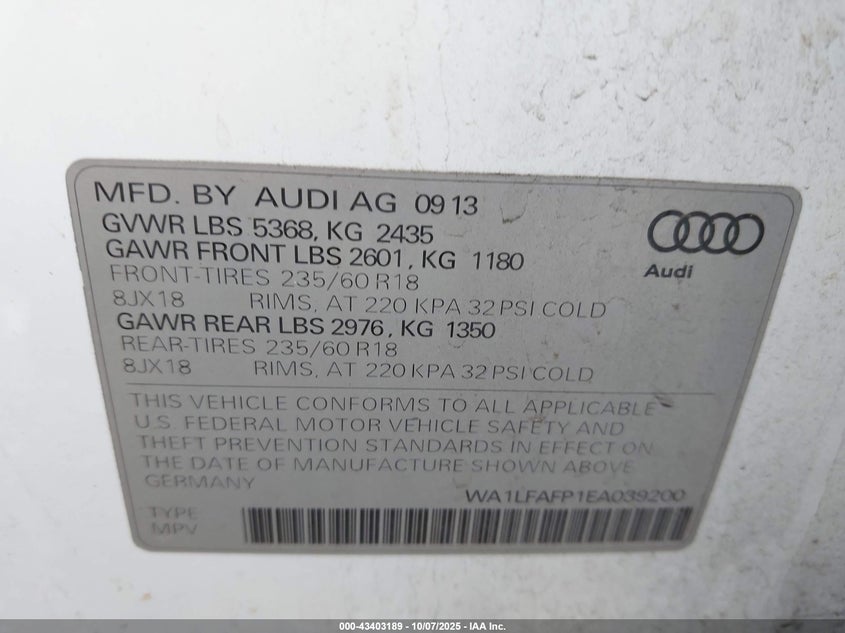 MFD. BY AUDI AG 09 13
GVWR LBS 5368, KG 2435
GAWR FRONT LBS 2601, KG 1180
FRONT-TIRES 235/60 R18
8JX18 RIMS, AT 220 KPA 32 PSI COLD
GAWR REAR LBS 2976, KG 1350
REAR-TIRES 235/60 R18
8JX18 RIMS, AT 220 KPA 32 PSI COLD
Audi
THIS VEHICLE CONFORMS TO ALL APPLICABLE
U.S. FEDERAL MOTOR VEHICLE SAFETY AND
THEFT PREVENTION STANDARDS IN EFFECT ON
THE DATE OF MANUFACTURE SHOWN ABOVE
GERMANY
WA1LFAFP1EA039200
TYPE
MPV
000-43403189 - 10/07/2025 - IAA Inc.